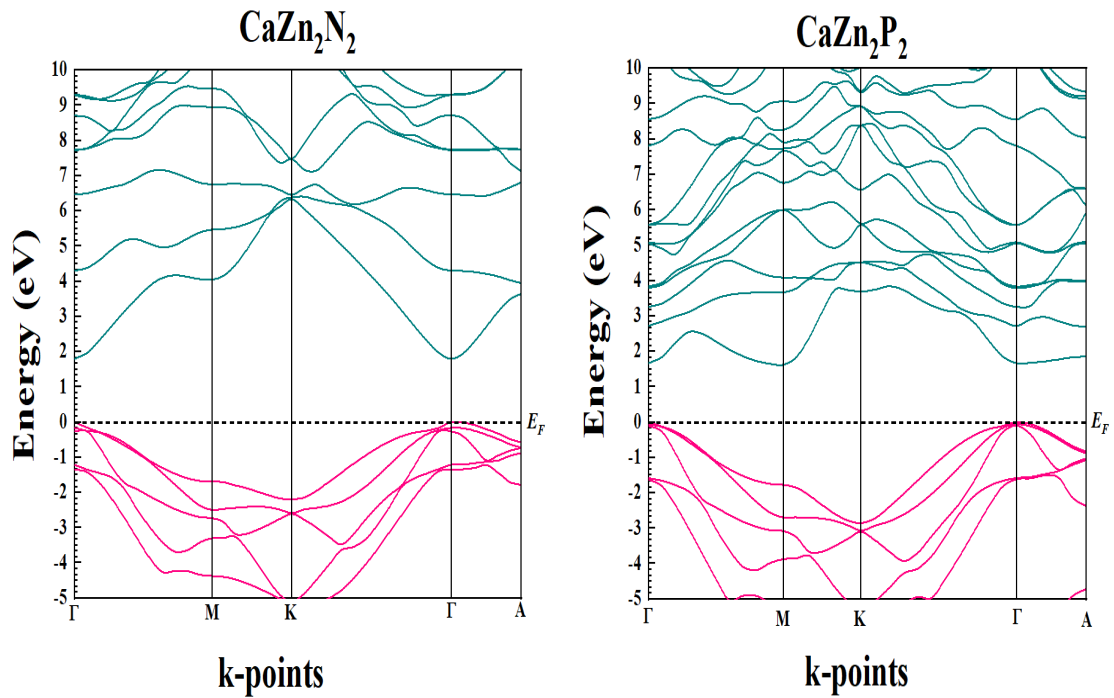 CaZn₂N₂
10
9
8
7
6
5
4
3
2
1
0
-1
-2
-3
-4
-5
Energy (eV)
E_F
Γ
M
K
Γ
A
k-points
CaZn₂P₂
10
9
8
7
6
5
4
3
2
1
0
-1
-2
-3
-4
-5
Energy (eV)
E_F
Γ
M
K
Γ
A
k-points